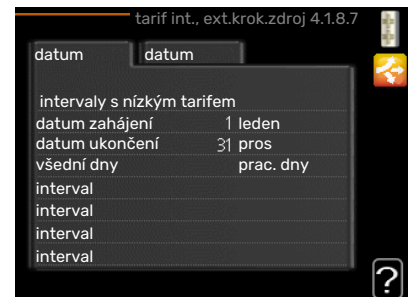 tarif int., ext.krok.zdroj 4.1.8.7
datum datum
intervaly s nízkým tarifem
datum zahájení 1 leden
datum ukončení 31 pros
všední dny prac. dny
interval
interval
interval
interval
?